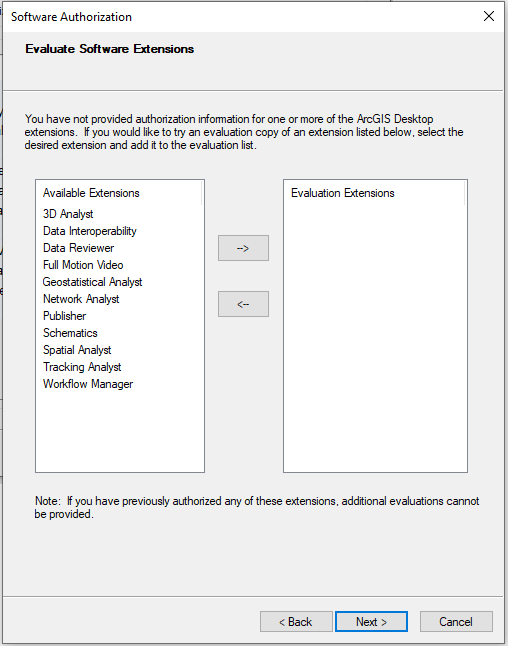 Software Authorization
Evaluate Software Extensions
You have not provided authorization information for one or more of the ArcGIS Desktop
extensions.  If you would like to try an evaluation copy of an extension listed below, select the
desired extension and add it to the evaluation list.
Available Extensions
3D Analyst
Data Interoperability
Data Reviewer
Full Motion Video
Geostatistical Analyst
Network Analyst
Publisher
Schematics
Spatial Analyst
Tracking Analyst
Workflow Manager
-->
<--
Evaluation Extensions
Note:  If you have previously authorized any of these extensions, additional evaluations cannot
be provided.
< Back
Next >
Cancel